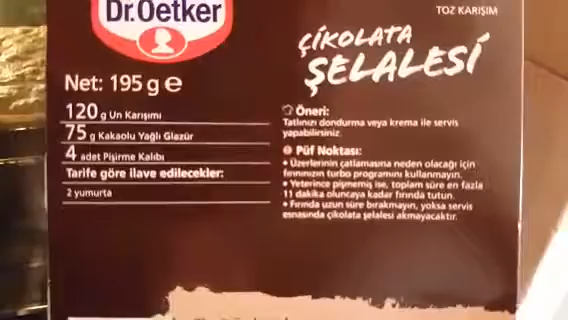 Dr.Oetker
TOZ KARIŞIM
ÇİKOLATA
ŞELALESİ
Net: 195 g e
120 g Un Karışımı
75 g Kakaolu Yağlı Glazür
4 adet Pişirme Kalıbı
Tarife göre ilave edilecekler:
2 yumurta
Öneri:
Tatlınızı dondurma veya krema ile servis
yapabilirsiniz.
Püf Noktası:
• Üzerlerinin çatlamasına neden olacağı için
fırınınızın turbo programını kullanmayın.
• Yeterince pişmemiş ise, toplam süre en fazla
11 dakika oluncaya kadar fırında tutun.
• Fırında uzun süre bırakmayın, yoksa servis
esnasında çikolata şelalesi akmayacaktır.